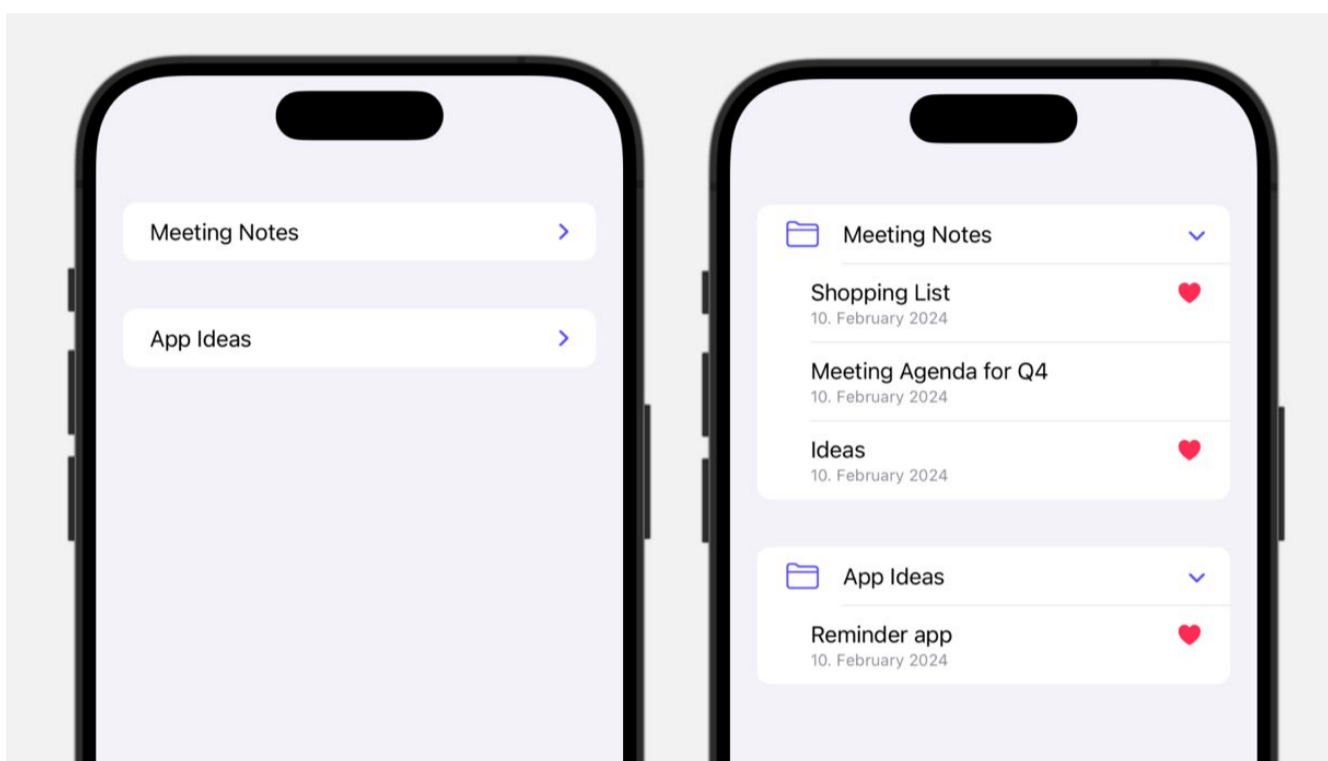 Meeting Notes
App Ideas
Meeting Notes
Shopping List
10. February 2024
Meeting Agenda for Q4
10. February 2024
Ideas
10. February 2024
App Ideas
Reminder app
10. February 2024